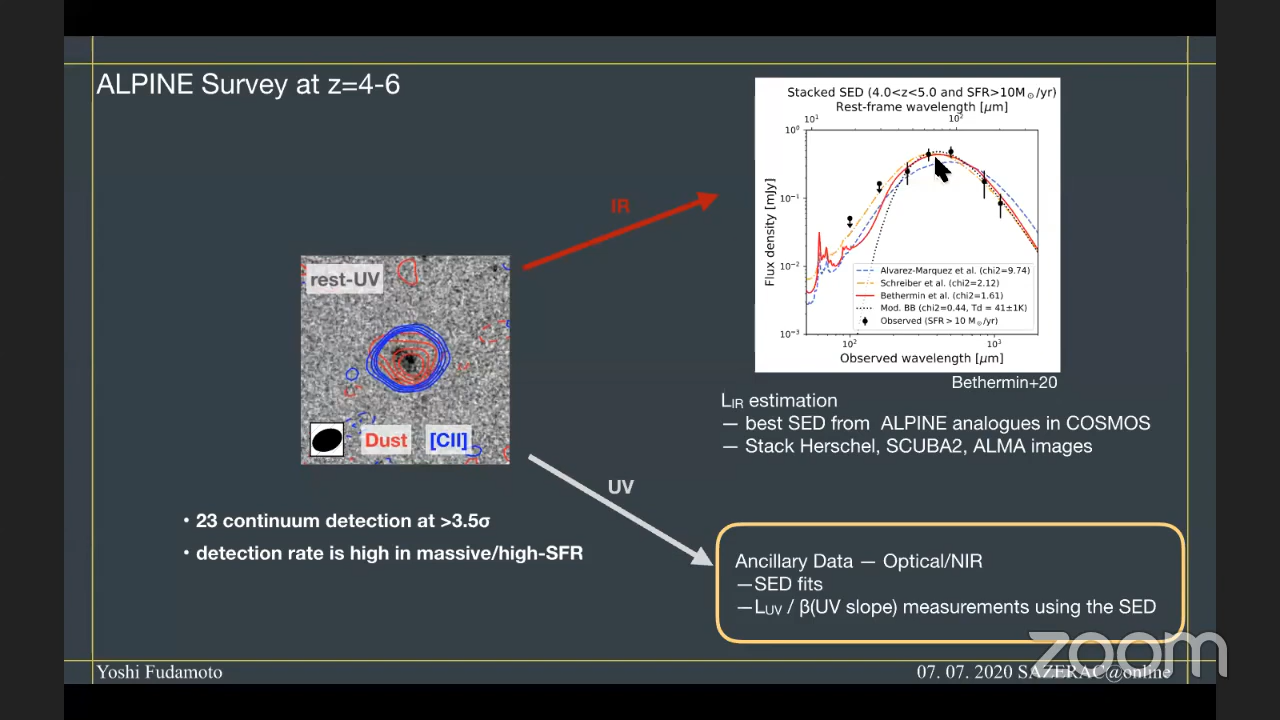 ALPINE Survey at z=4-6
Stacked SED (4.0<z<5.0 and SFR>10M☉/yr)
Rest-frame wavelength [μm]
10¹ 10²
10⁰
10⁻¹
10⁻²
10⁻³
Flux density [mJy]
Alvarez-Marquez et al. (chi2=9.74)
Schreiber et al. (chi2=2.12)
Bethermin et al. (chi2=1.61)
Mod. BB (chi2=0.44, Td = 41±1K)
Observed (SFR > 10 M☉/yr)
10² 10³
Observed wavelength [μm]
Bethermin+20
IR
rest-UV
Dust [CII]
LIR estimation
— best SED from ALPINE analogues in COSMOS
— Stack Herschel, SCUBA2, ALMA images
UV
• 23 continuum detection at >3.5σ
• detection rate is high in massive/high-SFR
Ancillary Data — Optical/NIR
—SED fits
—LUV / β(UV slope) measurements using the SED
zoom
Yoshi Fudamoto
07. 07. 2020 SAZERAC@online